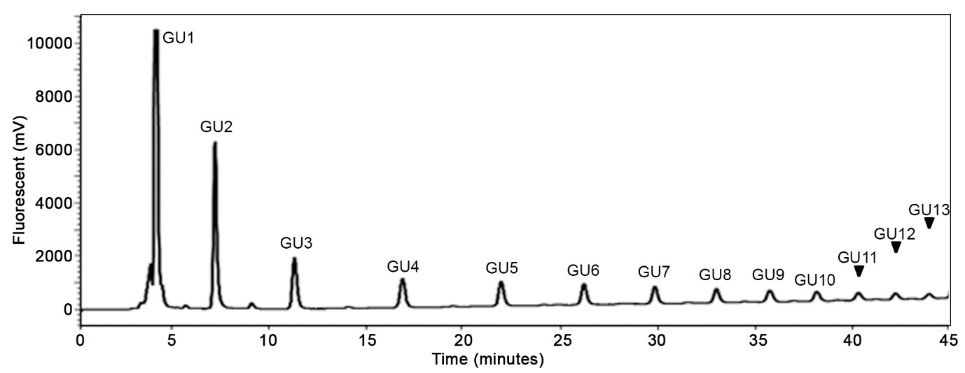 10000
8000
6000
4000
2000
0
Fluorescent (mV)
GU1
GU2
GU3
GU4
GU5
GU6
GU7
GU8
GU9
GU10
GU11
GU12
GU13
0 5 10 15 20 25 30 35 40 45
Time (minutes)